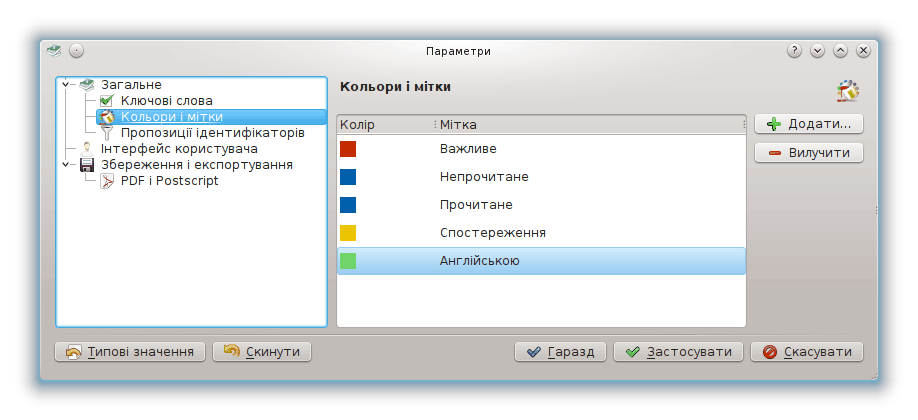 Параметри
Загальне
Ключові слова
Кольори і мітки
Пропозиції ідентифікаторів
Інтерфейс користувача
Збереження і експортування
PDF і Postscript
Кольори і мітки
Колір Мітка
Важливе
Непрочитане
Прочитане
Спостереження
Англійською
Додати...
Вилучити
Типові значення
Скинути
Гаразд
Застосувати
Скасувати